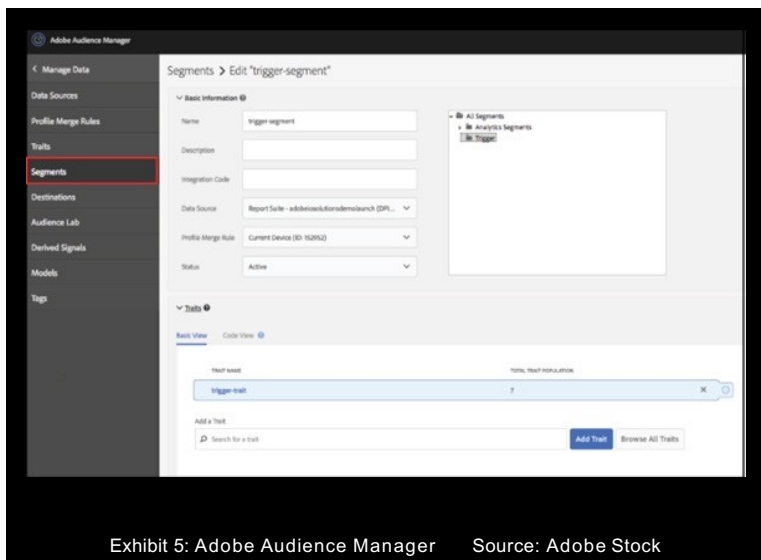 Adobe Audience Manager
< Manage Data
Data Sources
Profile Merge Rules
Traits
Segments
Destinations
Audience Lab
Derived Signals
Models
Tags
Segments > Edit "trigger-segment"
Basic Information
Name trigger-segment
Description
Integration Code
Data Source Report Suite - adobeiosolutionsdemolaunch (DPI...
Profile Merge Rule Current Device (ID: 152952)
Status Active
All Segments
Analytics Segments
Trigger
Traits
Basic View Code View
TRAIT NAME TOTAL TRAIT POPULATION
trigger-trait 7
Add a Trait
Search for a trait Add Trait Browse All Traits
Exhibit 5: Adobe Audience Manager Source: Adobe Stock